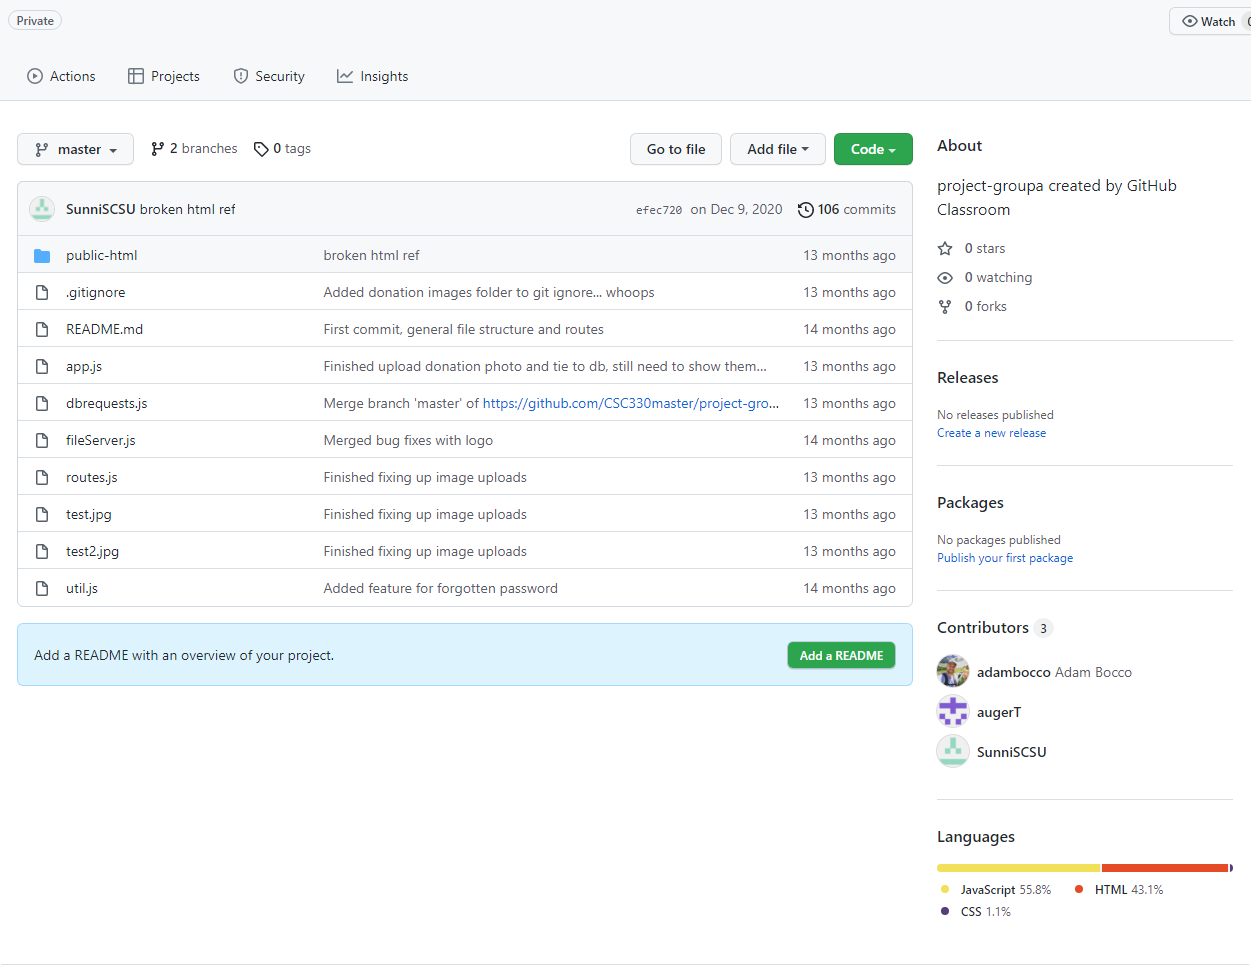 Private
Watch
Actions Projects Security Insights
master 2 branches 0 tags Go to file Add file Code
SunniSCSU broken html ref efec720 on Dec 9, 2020 106 commits
public-html broken html ref 13 months ago
.gitignore Added donation images folder to git ignore... whoops 13 months ago
README.md First commit, general file structure and routes 14 months ago
app.js Finished upload donation photo and tie to db, still need to show them... 13 months ago
dbrequests.js Merge branch 'master' of https://github.com/CSC330master/project-gro... 13 months ago
fileServer.js Merged bug fixes with logo 14 months ago
routes.js Finished fixing up image uploads 13 months ago
test.jpg Finished fixing up image uploads 13 months ago
test2.jpg Finished fixing up image uploads 13 months ago
util.js Added feature for forgotten password 14 months ago
Add a README with an overview of your project. Add a README
About
project-groupa created by GitHub
Classroom
0 stars
0 watching
0 forks
Releases
No releases published
Create a new release
Packages
No packages published
Publish your first package
Contributors 3
adambocco Adam Bocco
augerT
SunniSCSU
Languages
JavaScript 55.8% HTML 43.1%
CSS 1.1%